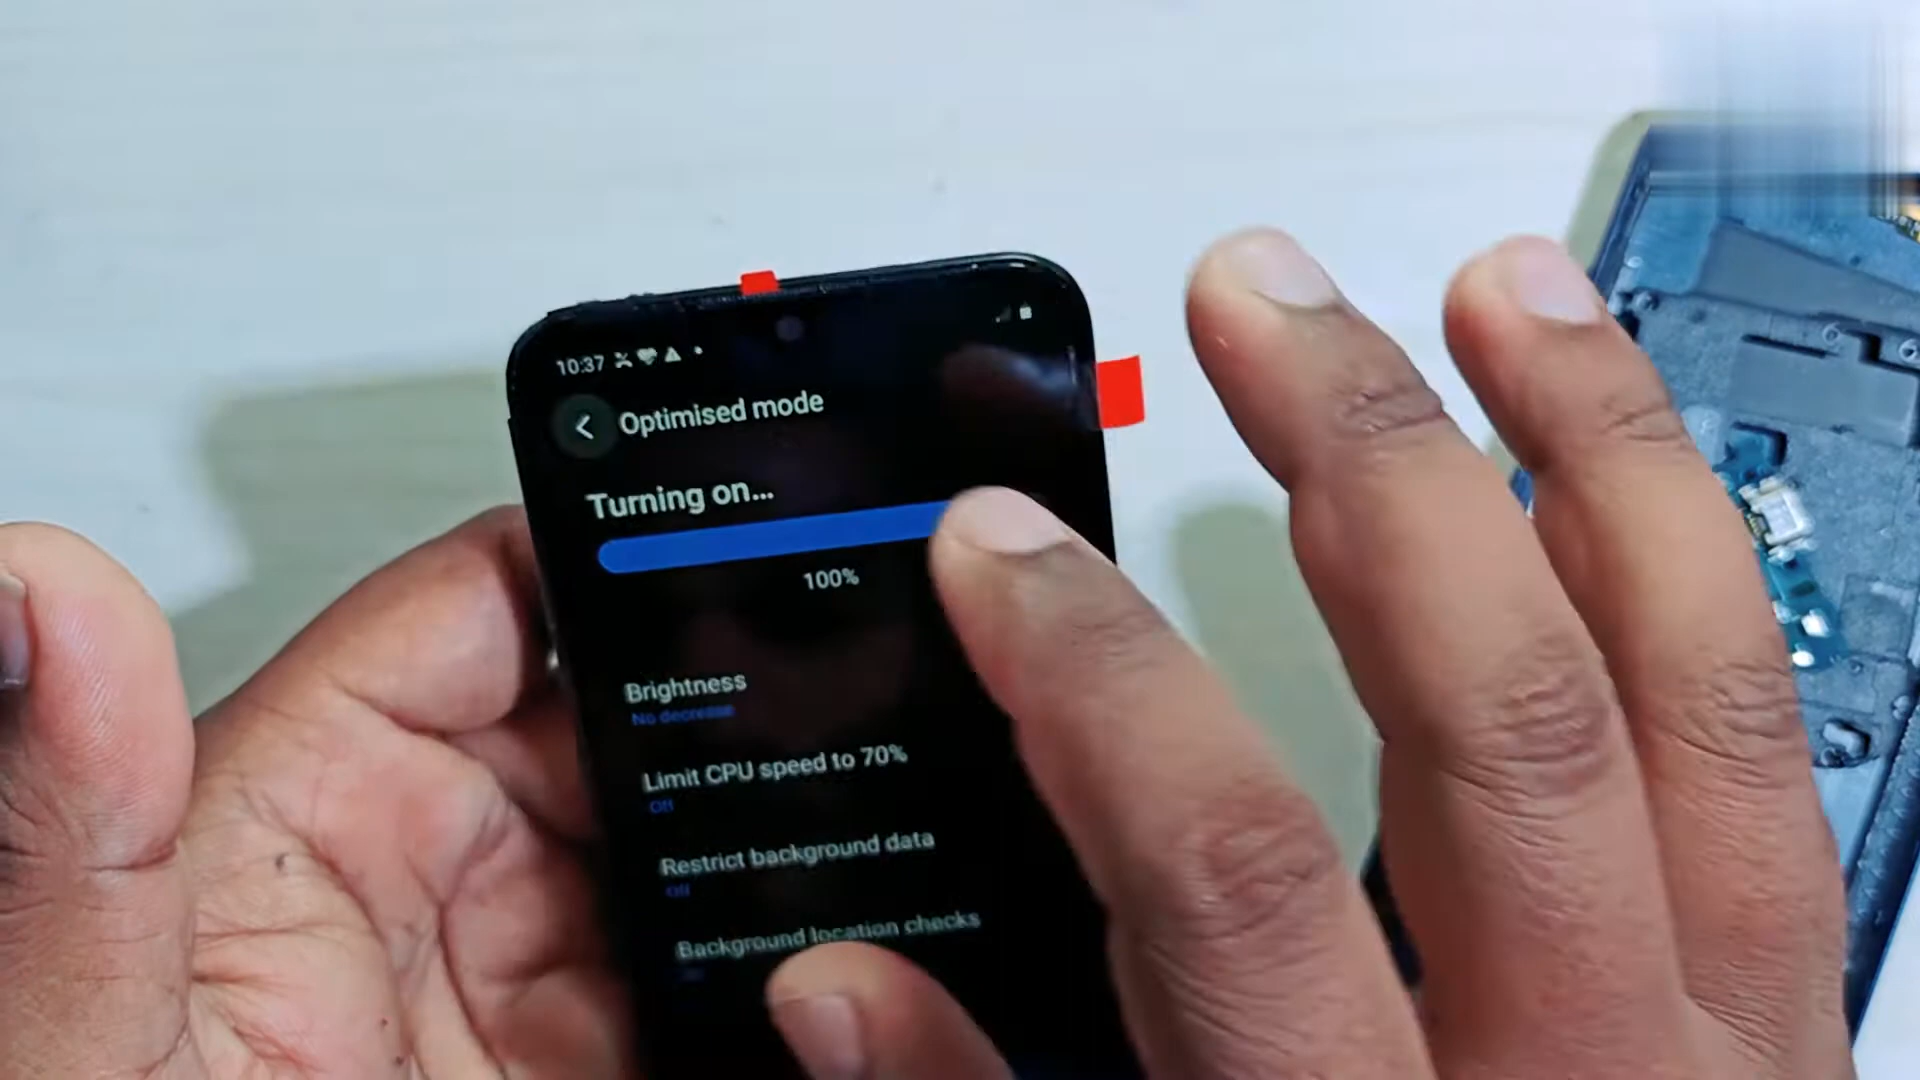 10:37
Optimised mode
Turning on...
100%
Brightness
No decrease
Limit CPU speed to 70%
Off
Restrict background data
Off
Background location checks